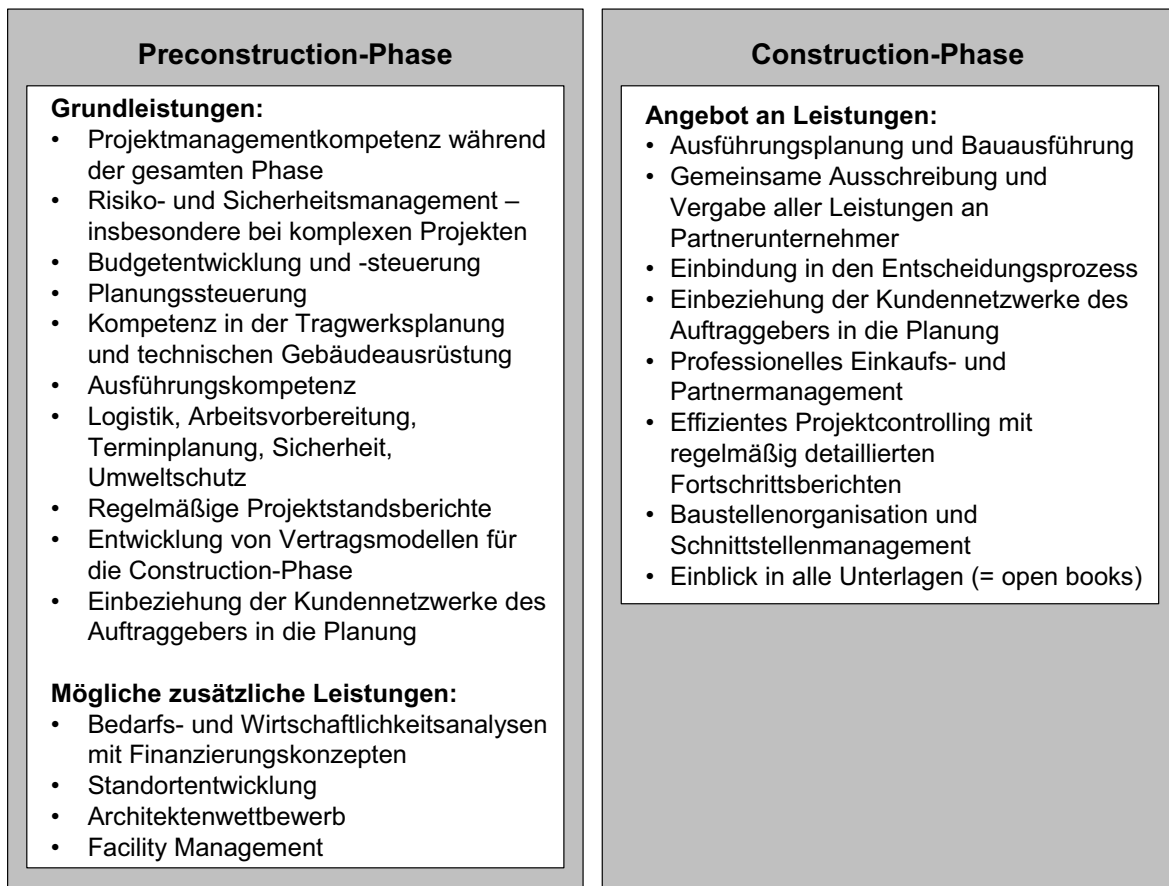 Preconstruction-Phase
Grundleistungen:
• Projektmanagementkompetenz während
der gesamten Phase
• Risiko- und Sicherheitsmanagement –
insbesondere bei komplexen Projekten
• Budgetentwicklung und -steuerung
• Planungssteuerung
• Kompetenz in der Tragwerksplanung
und technischen Gebäudeausrüstung
• Ausführungskompetenz
• Logistik, Arbeitsvorbereitung,
Terminplanung, Sicherheit,
Umweltschutz
• Regelmäßige Projektstandsberichte
• Entwicklung von Vertragsmodellen für
die Construction-Phase
• Einbeziehung der Kundennetzwerke des
Auftraggebers in die Planung
Mögliche zusätzliche Leistungen:
• Bedarfs- und Wirtschaftlichkeitsanalysen
mit Finanzierungskonzepten
• Standortentwicklung
• Architektenwettbewerb
• Facility Management
Construction-Phase
Angebot an Leistungen:
• Ausführungsplanung und Bauausführung
• Gemeinsame Ausschreibung und
Vergabe aller Leistungen an
Partnerunternehmer
• Einbindung in den Entscheidungsprozess
• Einbeziehung der Kundennetzwerke des
Auftraggebers in die Planung
• Professionelles Einkaufs- und
Partnermanagement
• Effizientes Projektcontrolling mit
regelmäßig detaillierten
Fortschrittsberichten
• Baustellenorganisation und
Schnittstellenmanagement
• Einblick in alle Unterlagen (= open books)